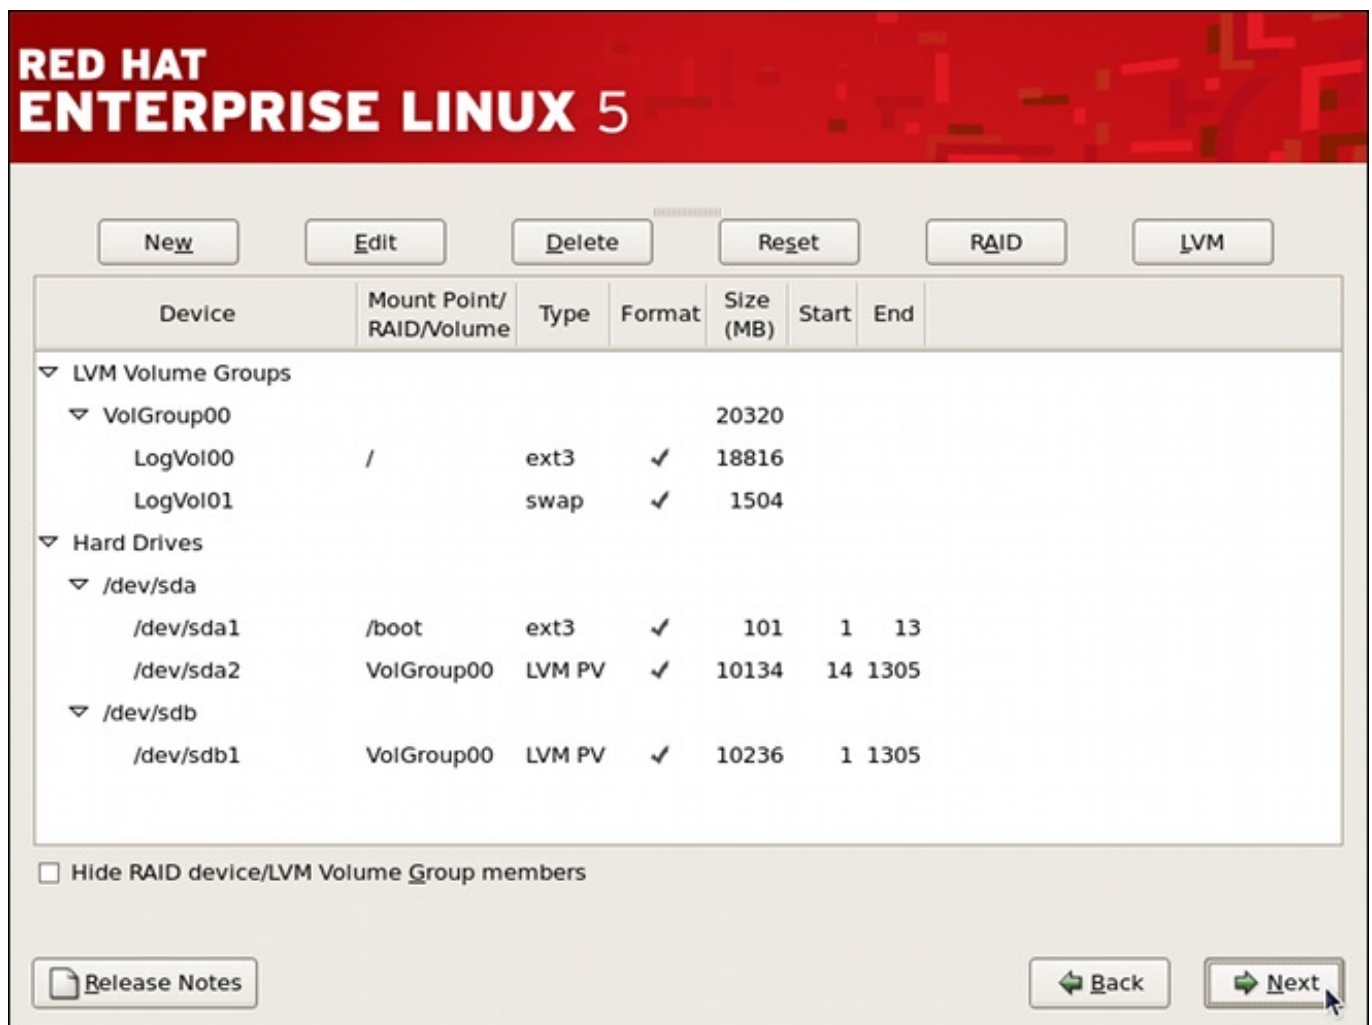 RED HAT
ENTERPRISE LINUX 5
New Edit Delete Reset RAID LVM
Device Mount Point/ RAID/Volume Type Format Size (MB) Start End
LVM Volume Groups
VolGroup00 20320
LogVol00 / ext3 ✓ 18816
LogVol01 swap ✓ 1504
Hard Drives
/dev/sda
/dev/sda1 /boot ext3 ✓ 101 1 13
/dev/sda2 VolGroup00 LVM PV ✓ 10134 14 1305
/dev/sdb
/dev/sdb1 VolGroup00 LVM PV ✓ 10236 1 1305
Hide RAID device/LVM Volume Group members
Release Notes Back Next